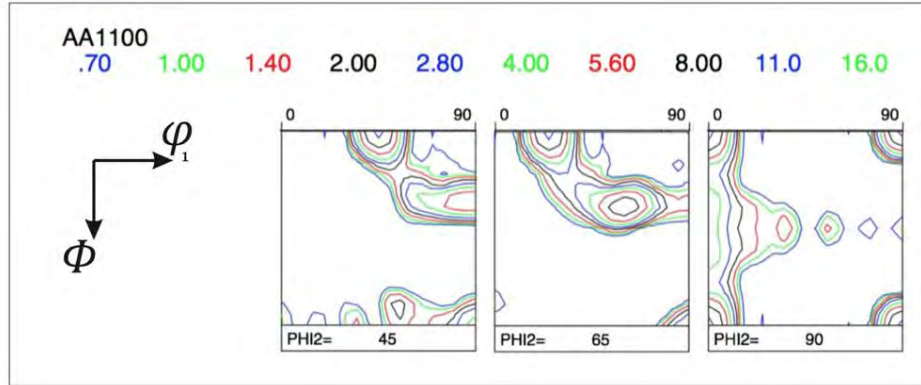 AA1100
.70 1.00 1.40 2.00 2.80 4.00 5.60 8.00 11.0 16.0
0 90 0 90 0 90
φ₁
Φ
PHI2= 45 PHI2= 65 PHI2= 90